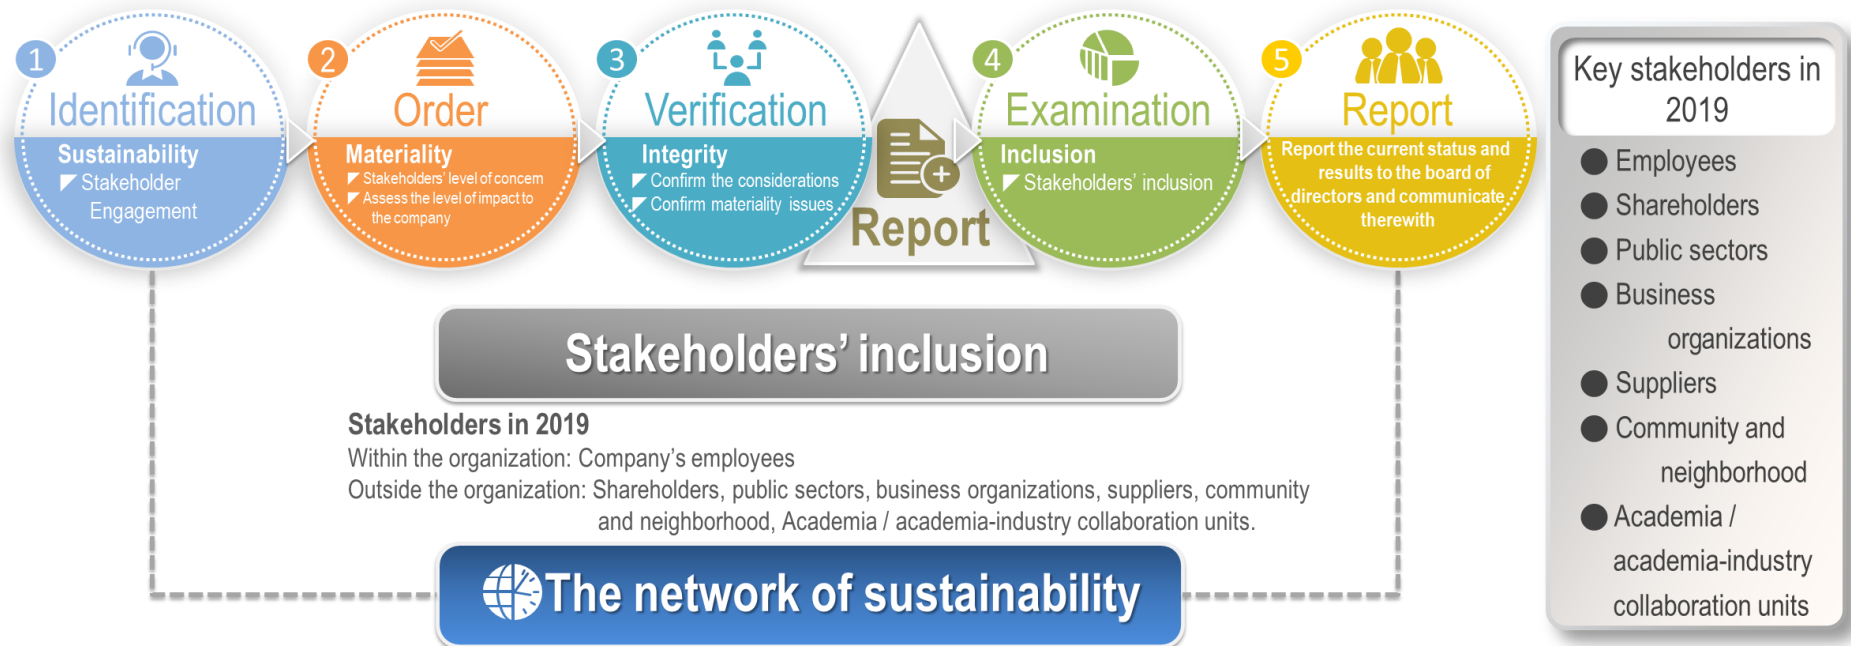 1
Identification
Sustainability
Stakeholder
Engagement
2
Order
Materiality
Stakeholders' level of concern
Assess the level of impact to
the company
3
Verification
Integrity
Confirm the considerations
Confirm materiality issues
Report
4
Examination
Inclusion
Stakeholders' inclusion
5
Report
Report the current status and
results to the board of
directors and communicate
therewith
Stakeholders' inclusion
Stakeholders in 2019
Within the organization: Company's employees
Outside the organization: Shareholders, public sectors, business organizations, suppliers, community
and neighborhood, Academia / academia-industry collaboration units.
The network of sustainability
Key stakeholders in
2019
Employees
Shareholders
Public sectors
Business
organizations
Suppliers
Community and
neighborhood
Academia /
academia-industry
collaboration units